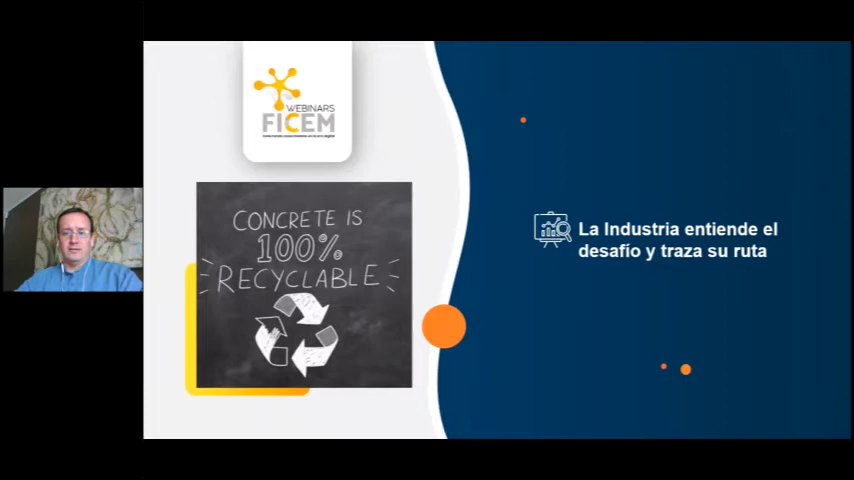 WEBINARS
FICEM
CONCRETE IS
100%
RECYCLABLE
La Industria entiende el
desafío y traza su ruta